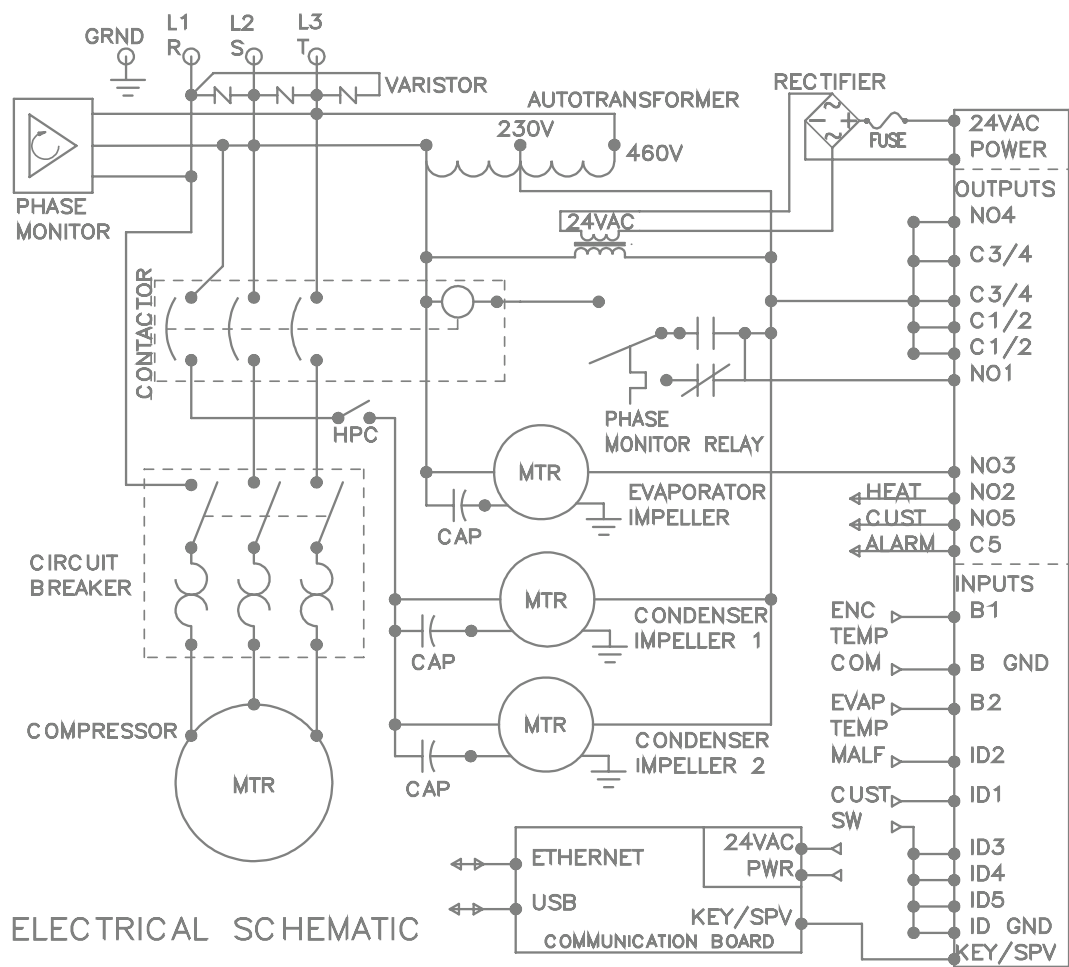 L1 L2 L3
GRND R S T
VARISTOR
RECTIFIER
AUTOTRANSFORMER
230V
460V
FUSE
24VAC
POWER
PHASE
MONITOR
24VAC
OUTPUTS
NO4
C3/4
C3/4
C1/2
C1/2
NO1
CONTACTOR
HPC
PHASE
MONITOR RELAY
MTR
EVAPORATOR
IMPELLER
CAP
NO3
HEAT NO2
CUST NO5
ALARM C5
CIRCUIT
BREAKER
MTR
CONDENSER
IMPELLER 1
CAP
INPUTS
ENC B1
TEMP
COM B GND
EVAP B2
TEMP
MALF ID2
CUST ID1
SW
ID3
ID4
ID5
ID GND
KEY/SPV
COMPRESSOR
MTR
MTR
CONDENSER
IMPELLER 2
CAP
24VAC
PWR
ETHERNET
USB
KEY/SPV
COMMUNICATION BOARD
ELECTRICAL SCHEMATIC